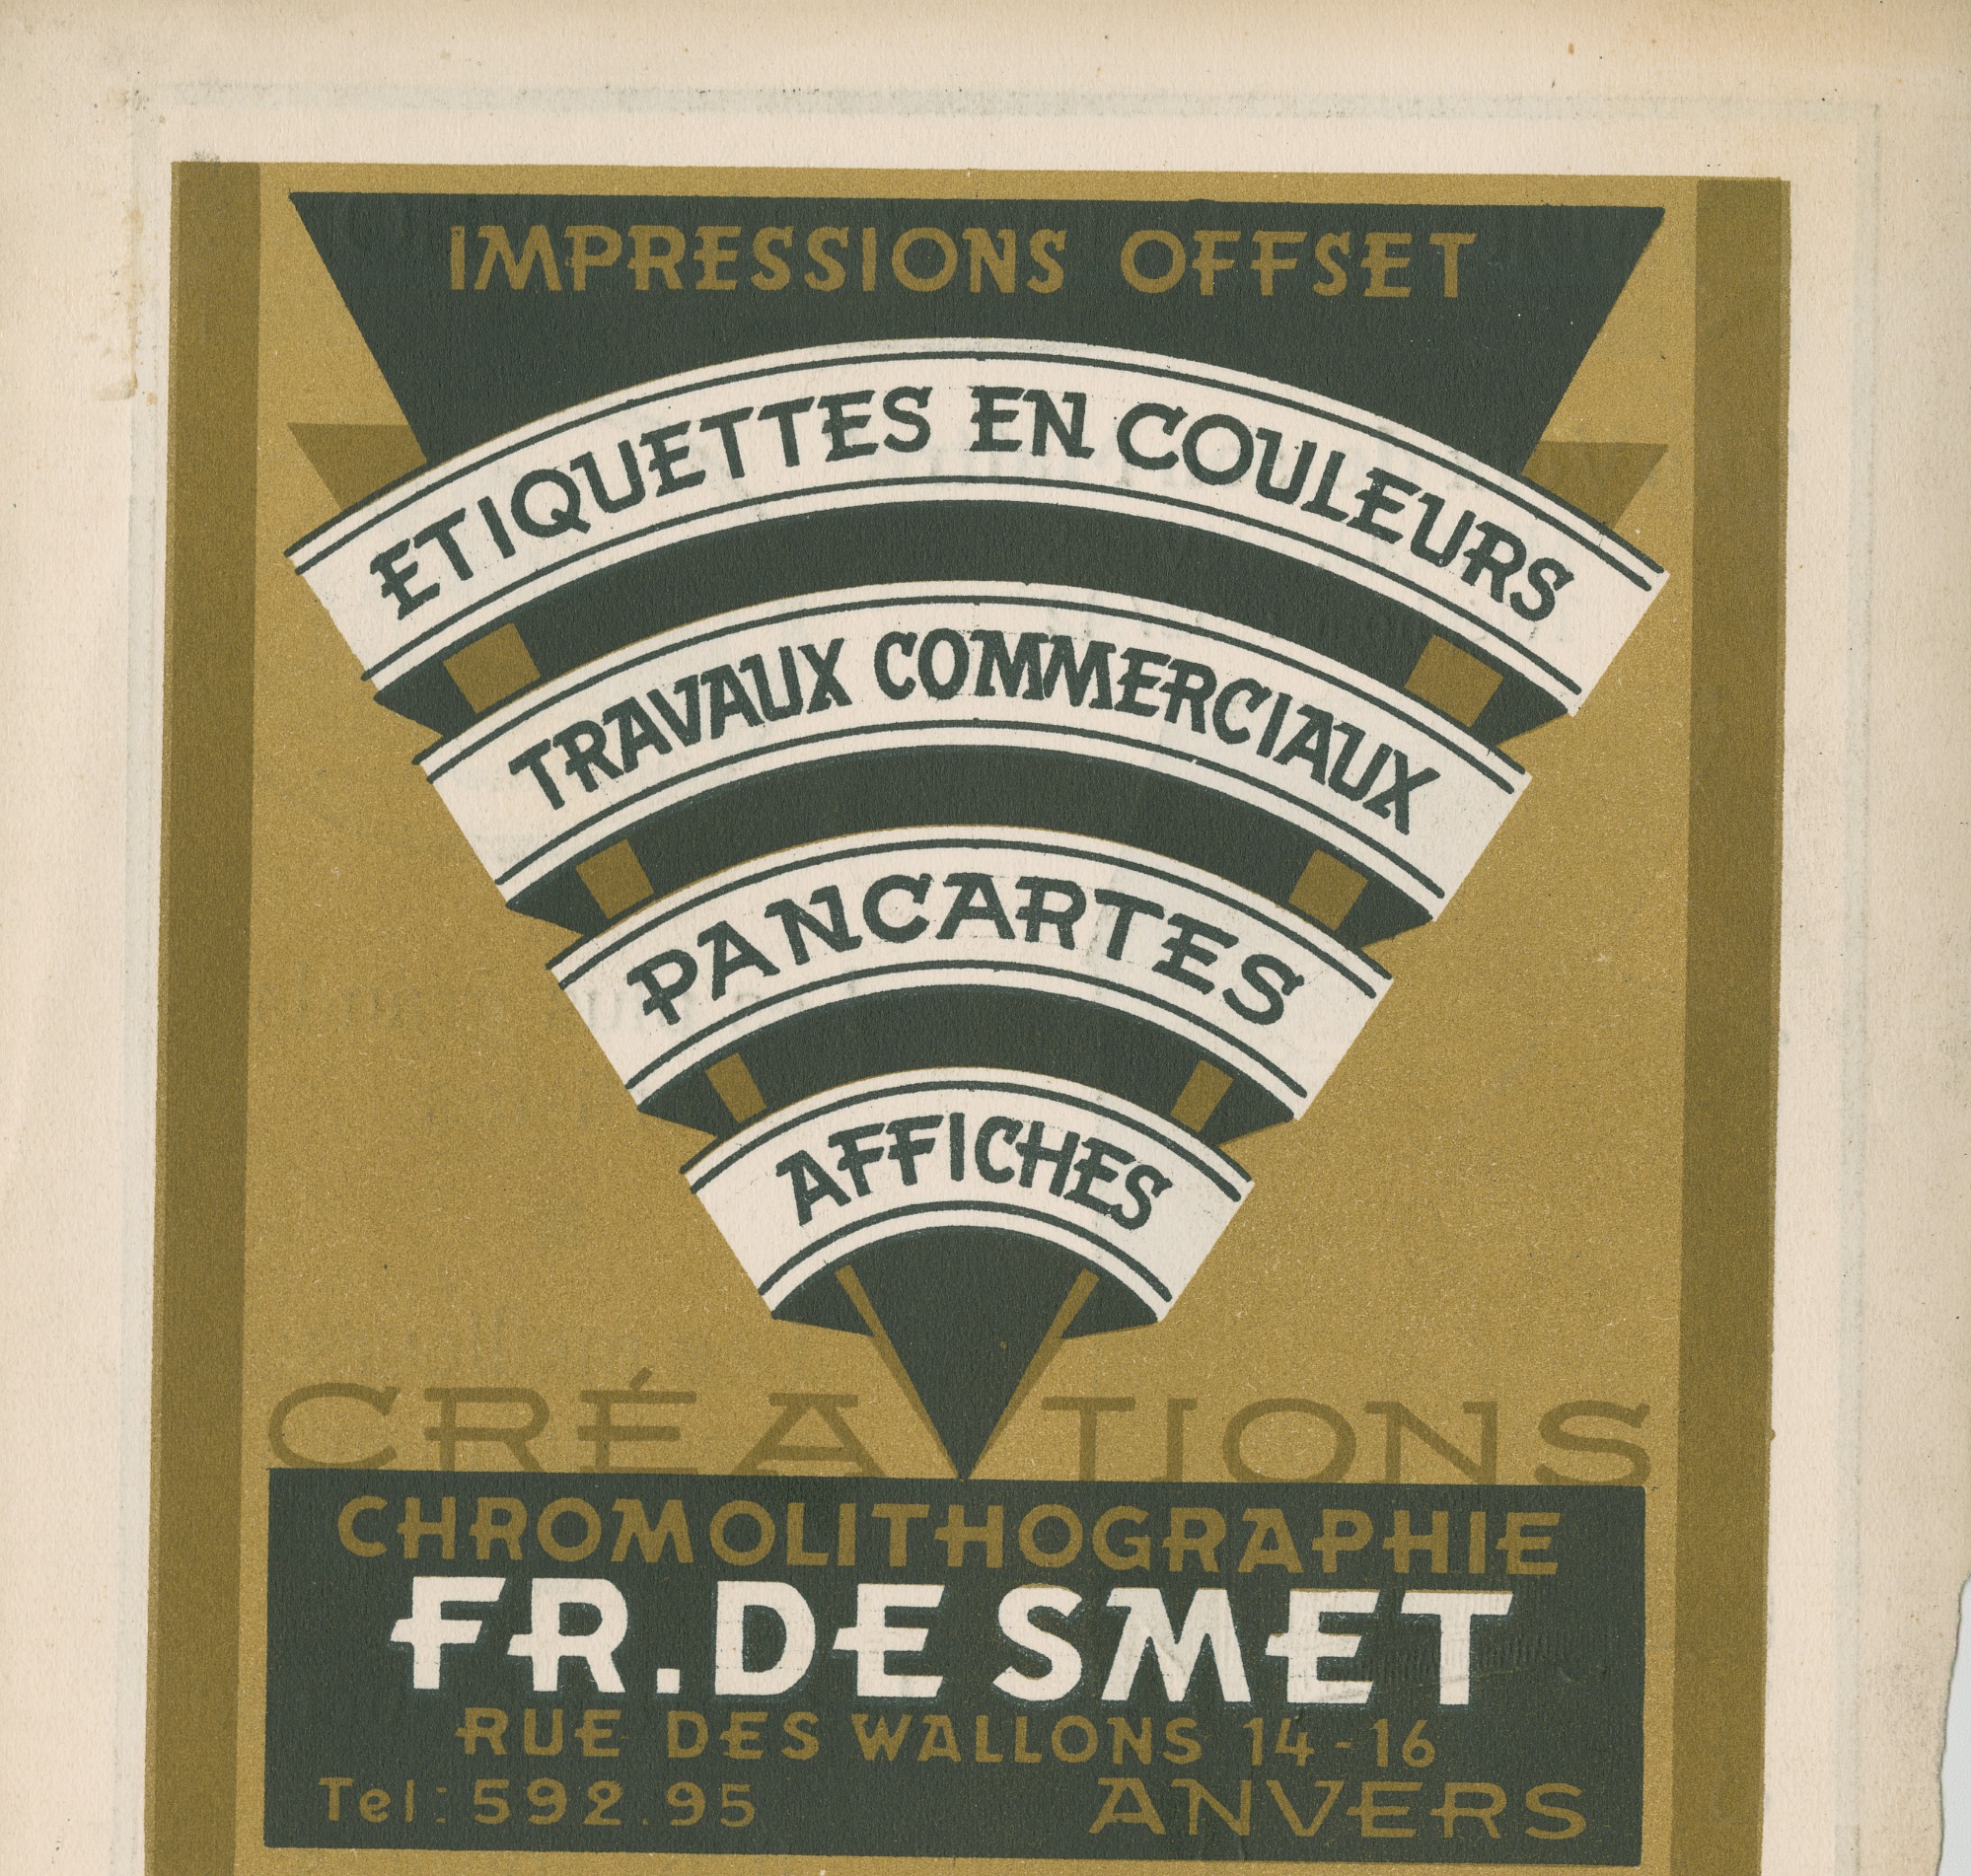 IMPRESSIONS OFFSET
ETIQUETTES EN COULEURS
TRAVAUX COMMERCIAUX
PANCARTES
AFFICHES
CRÉATIONS
CHROMOLITHOGRAPHIE
FR. DE SMET
RUE DES WALLONS 14-16
Tel: 592.95 ANVERS